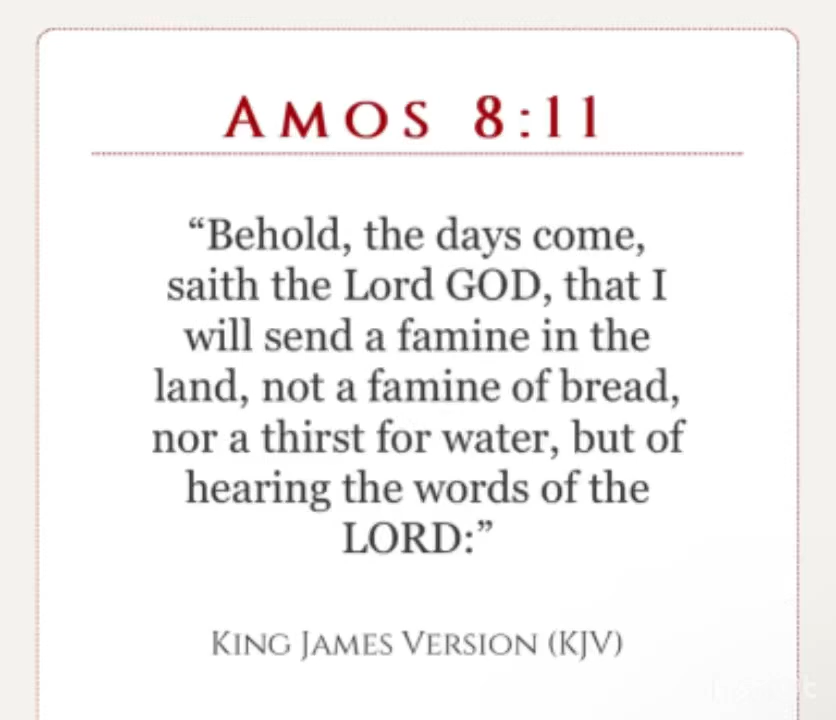 AMOS 8:11
“Behold, the days come,
saith the Lord GOD, that I
will send a famine in the
land, not a famine of bread,
nor a thirst for water, but of
hearing the words of the
LORD:”
KING JAMES VERSION (KJV)